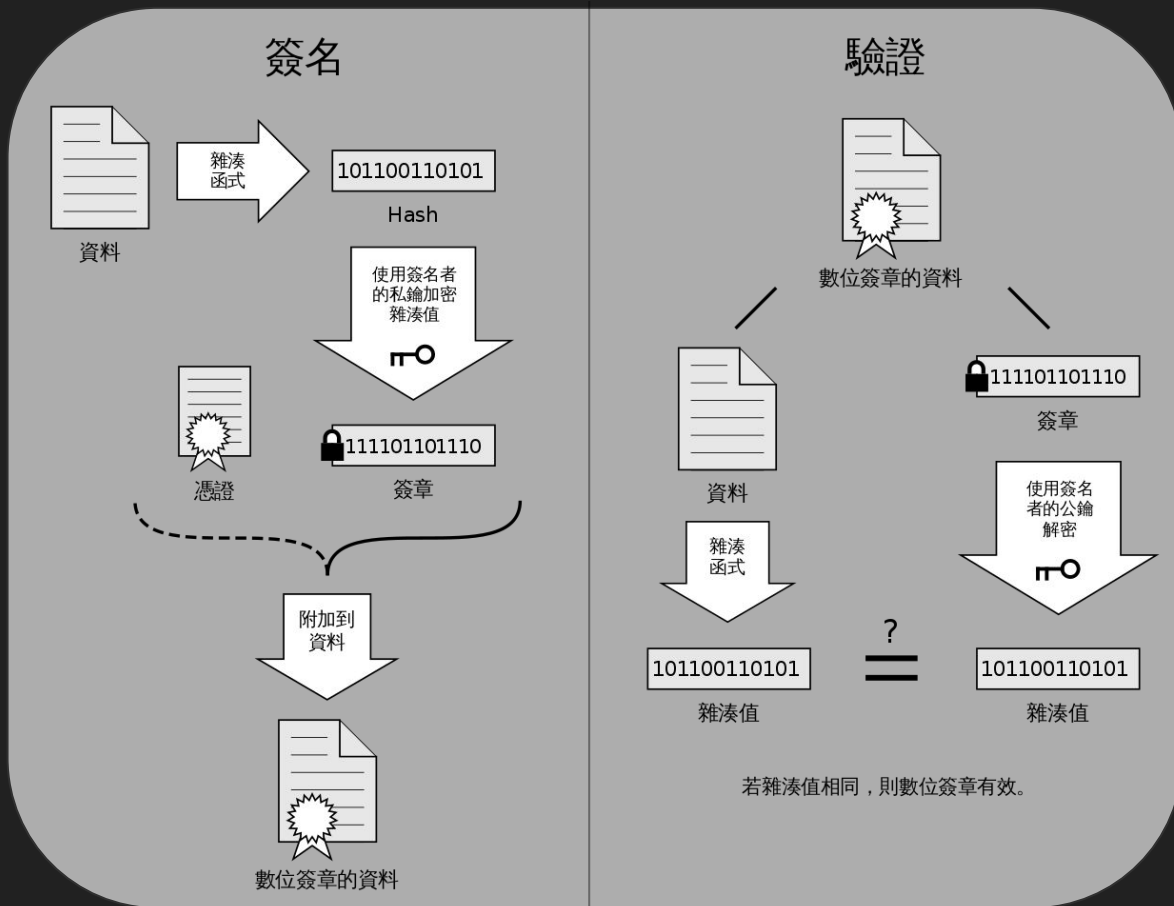 簽名
資料
雜湊
函式
101100110101
Hash
使用簽名者
的私鑰加密
雜湊值
憑證
111101101110
簽章
附加到
資料
數位簽章的資料
驗證
數位簽章的資料
資料
雜湊
函式
101100110101
雜湊值
?
111101101110
簽章
使用簽名
者的公鑰
解密
101100110101
雜湊值
若雜湊值相同，則數位簽章有效。